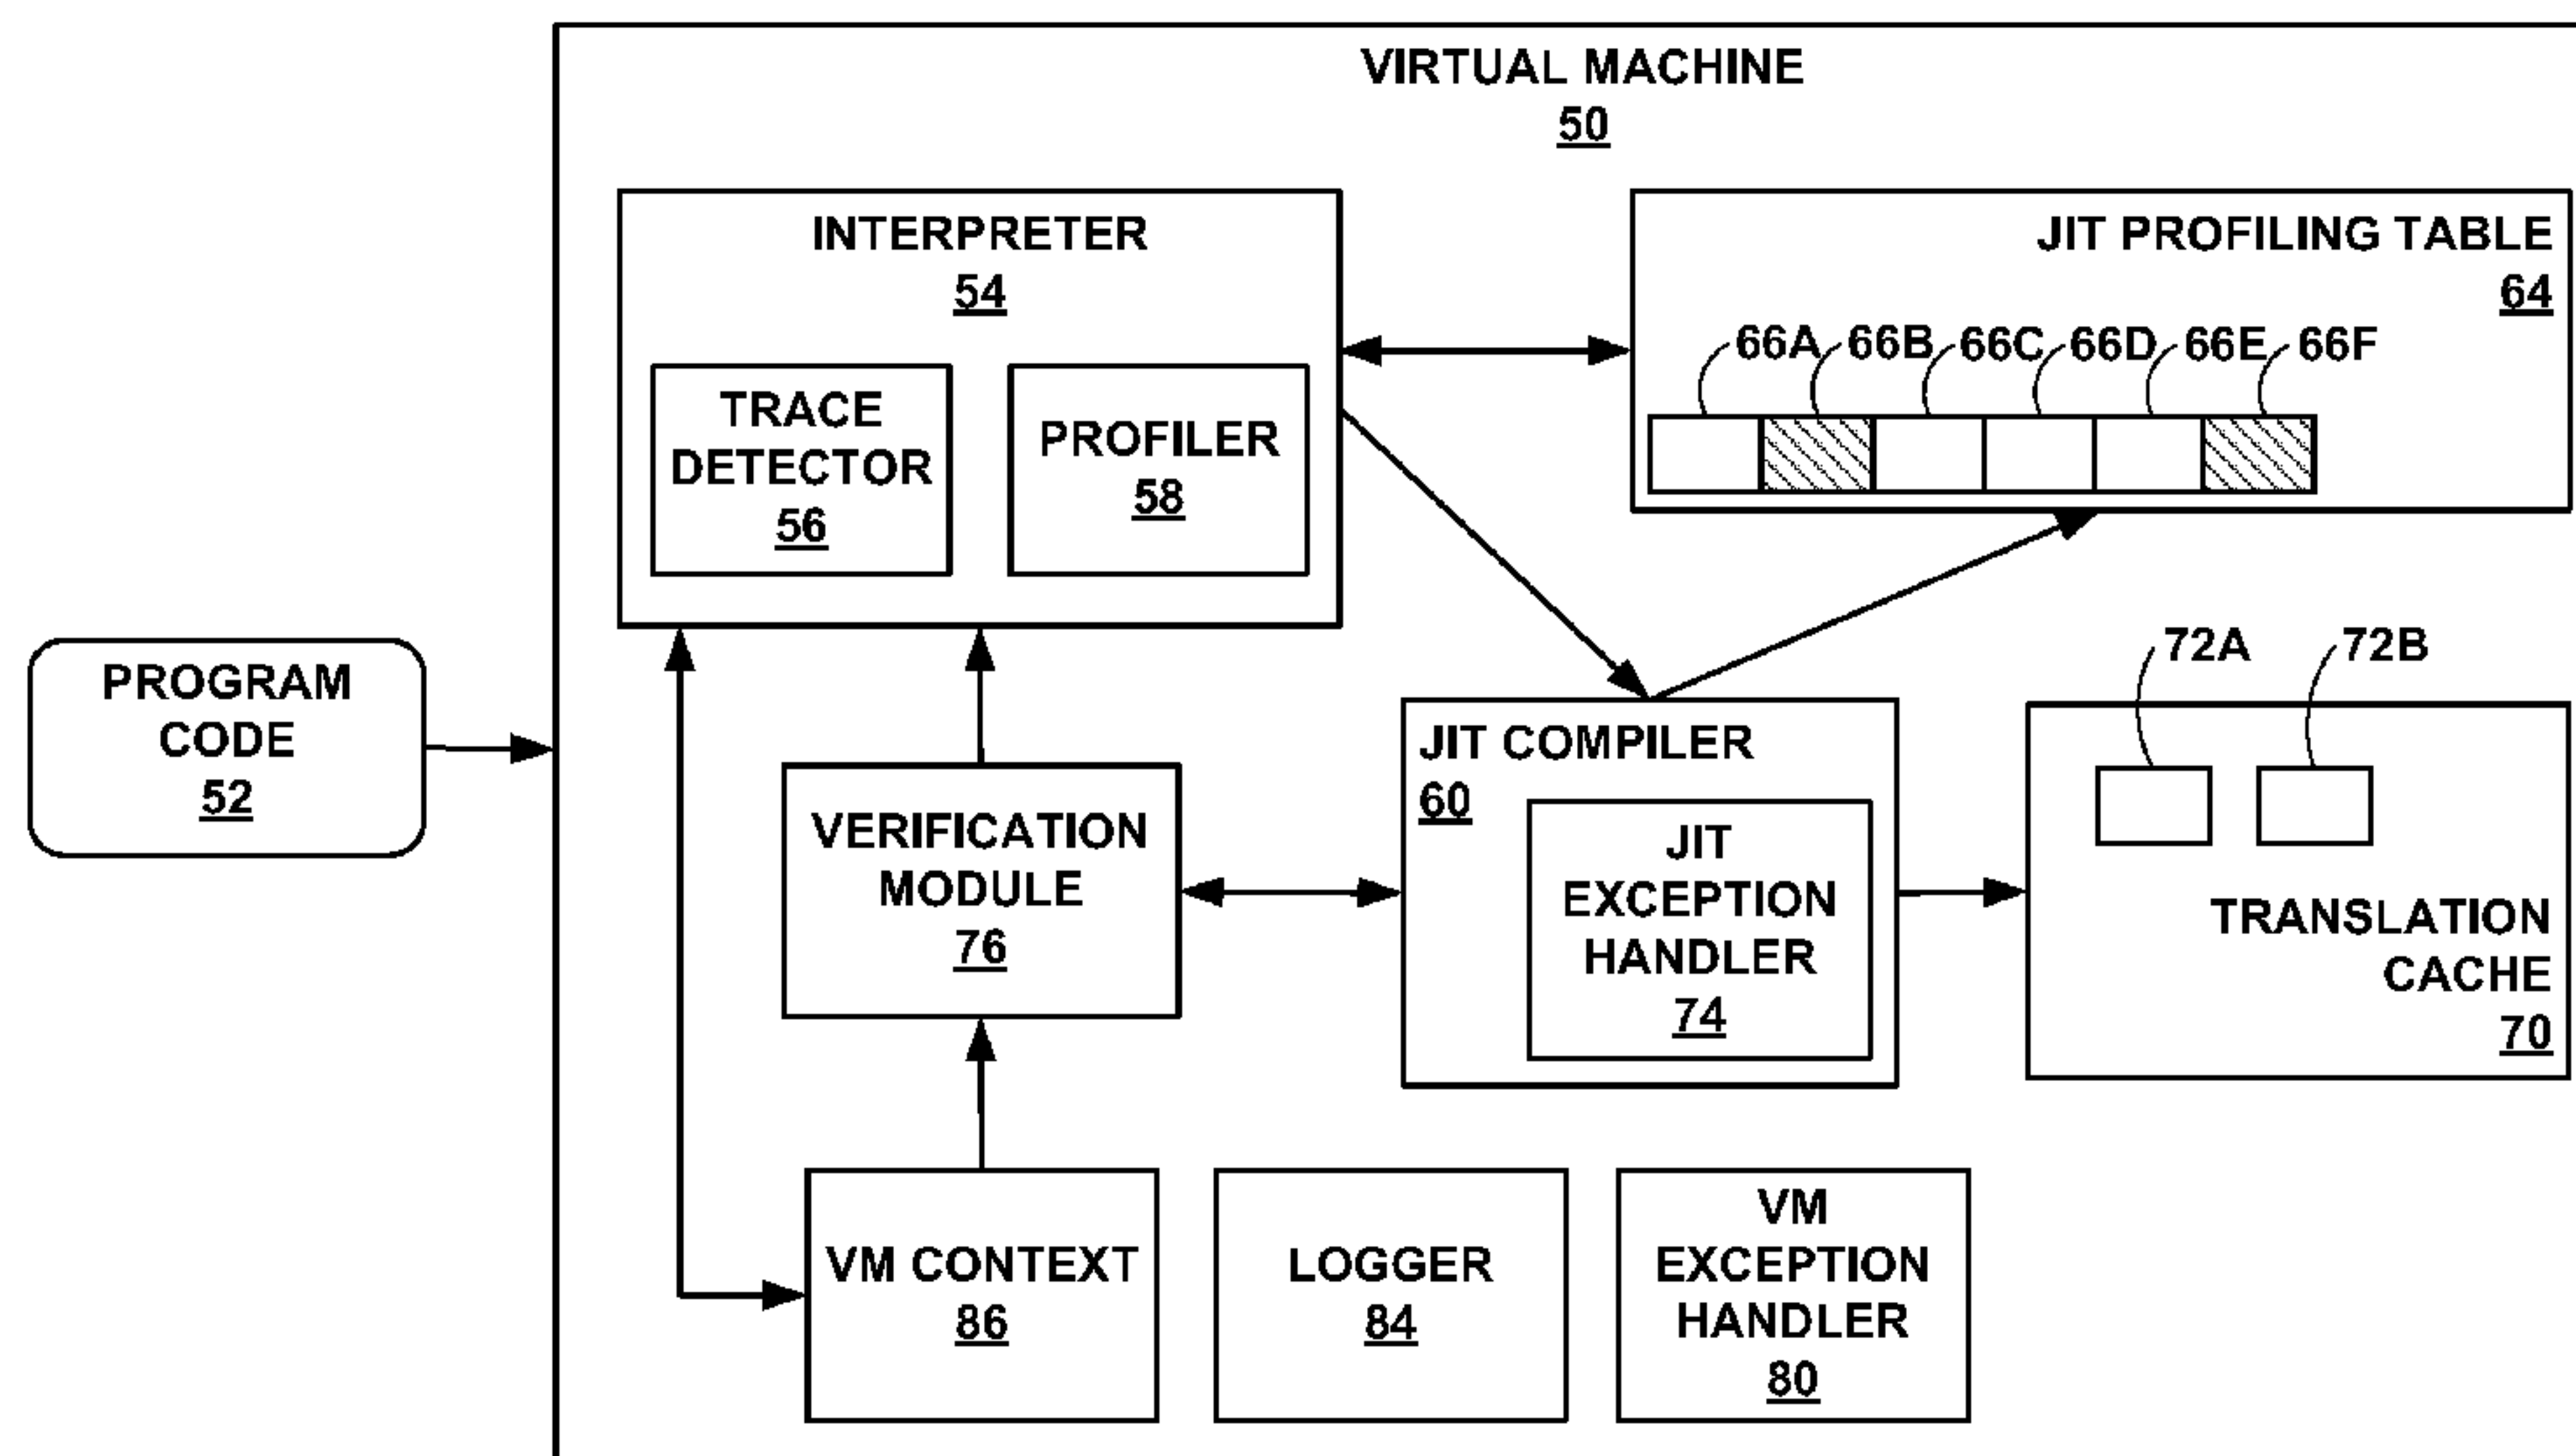 VIRTUAL MACHINE
50
INTERPRETER
54
TRACE
DETECTOR
56
PROFILER
58
JIT PROFILING TABLE
64
66A 66B 66C 66D 66E 66F
PROGRAM
CODE
52
VERIFICATION
MODULE
76
JIT COMPILER
60
JIT
EXCEPTION
HANDLER
74
72A 72B
TRANSLATION
CACHE
70
VM CONTEXT
86
LOGGER
84
VM
EXCEPTION
HANDLER
80